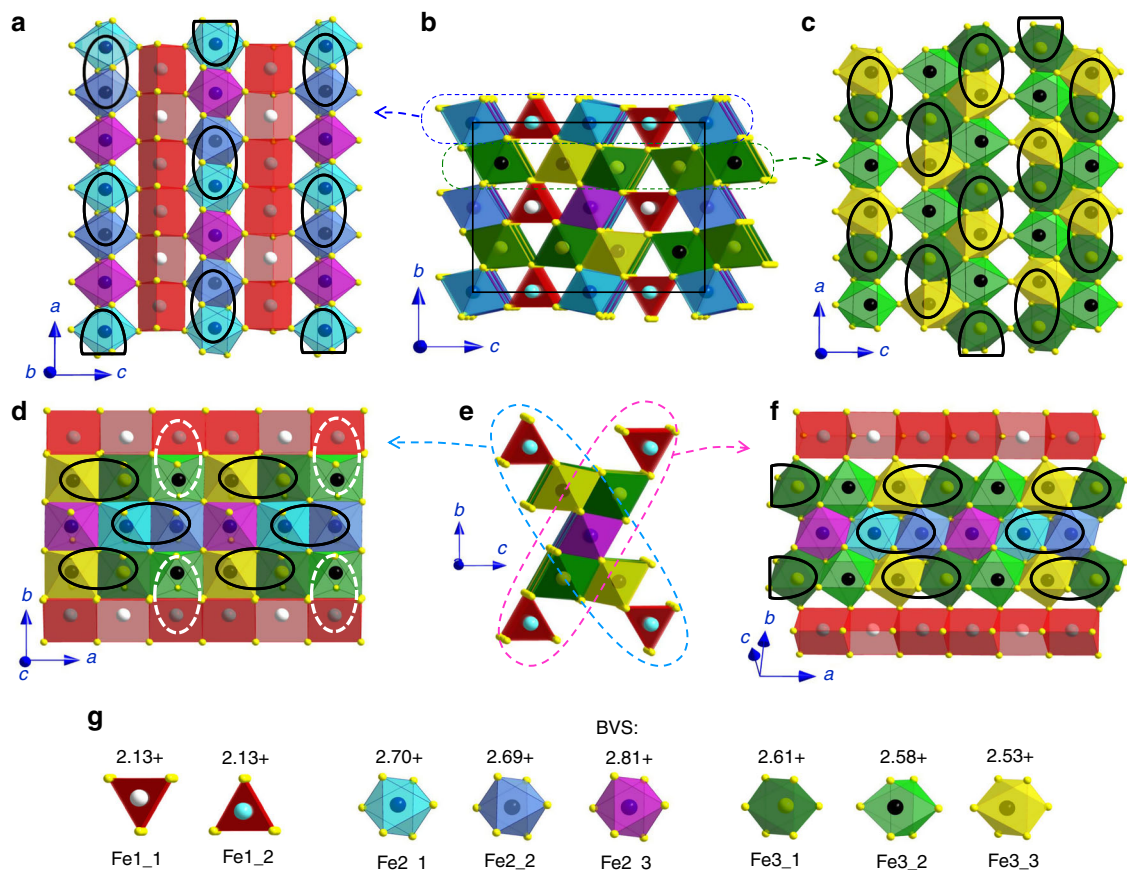 a
b
c
a
b
c
b
c
a
c
d
e
f
b
a
c
b
c
b
c
a
g
BVS:
2.13+ 2.13+ 2.70+ 2.69+ 2.81+ 2.61+ 2.58+ 2.53+
Fe1_1 Fe1_2 Fe2_1 Fe2_2 Fe2_3 Fe3_1 Fe3_2 Fe3_3